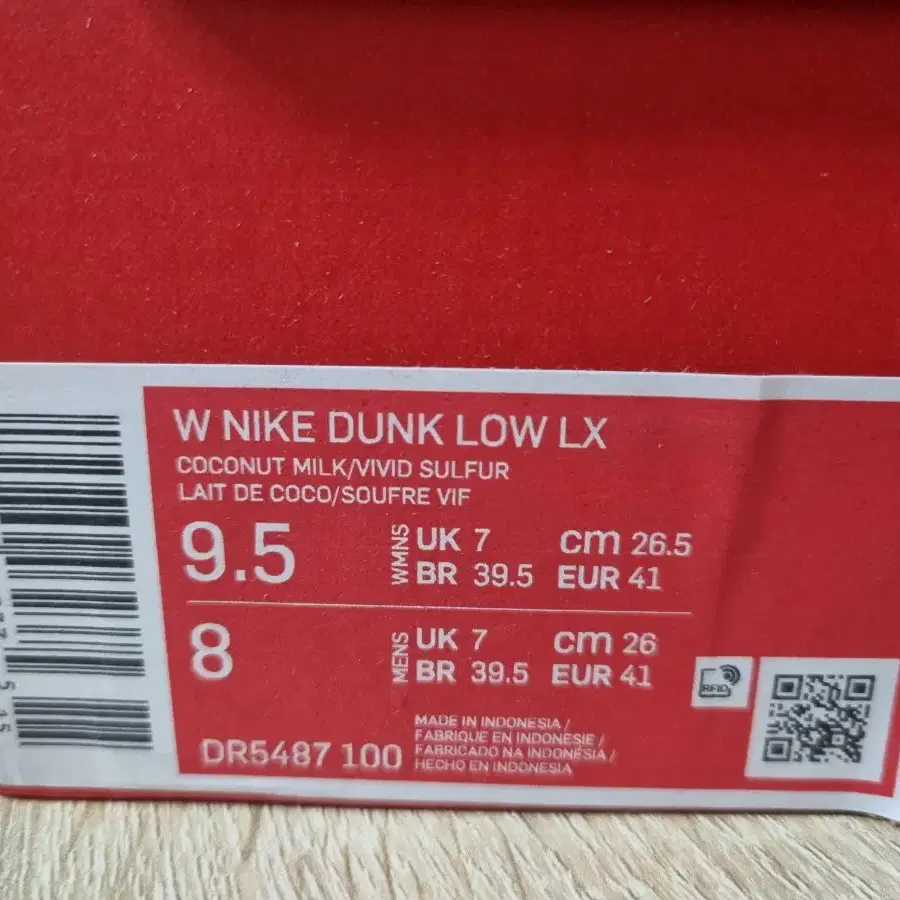 W NIKE DUNK LOW LX
COCONUT MILK/VIVID SULFUR
LAIT DE COCO/SOUFRE VIF
9.5 WMNS UK 7 cm 26.5
BR 39.5 EUR 41
8 MENS UK 7 cm 26
BR 39.5 EUR 41
RFID
DR5487 100
MADE IN INDONESIA /
FABRIQUE EN INDONESIE /
FABRICADO NA INDONÉSIA /
HECHO EN INDONESIA